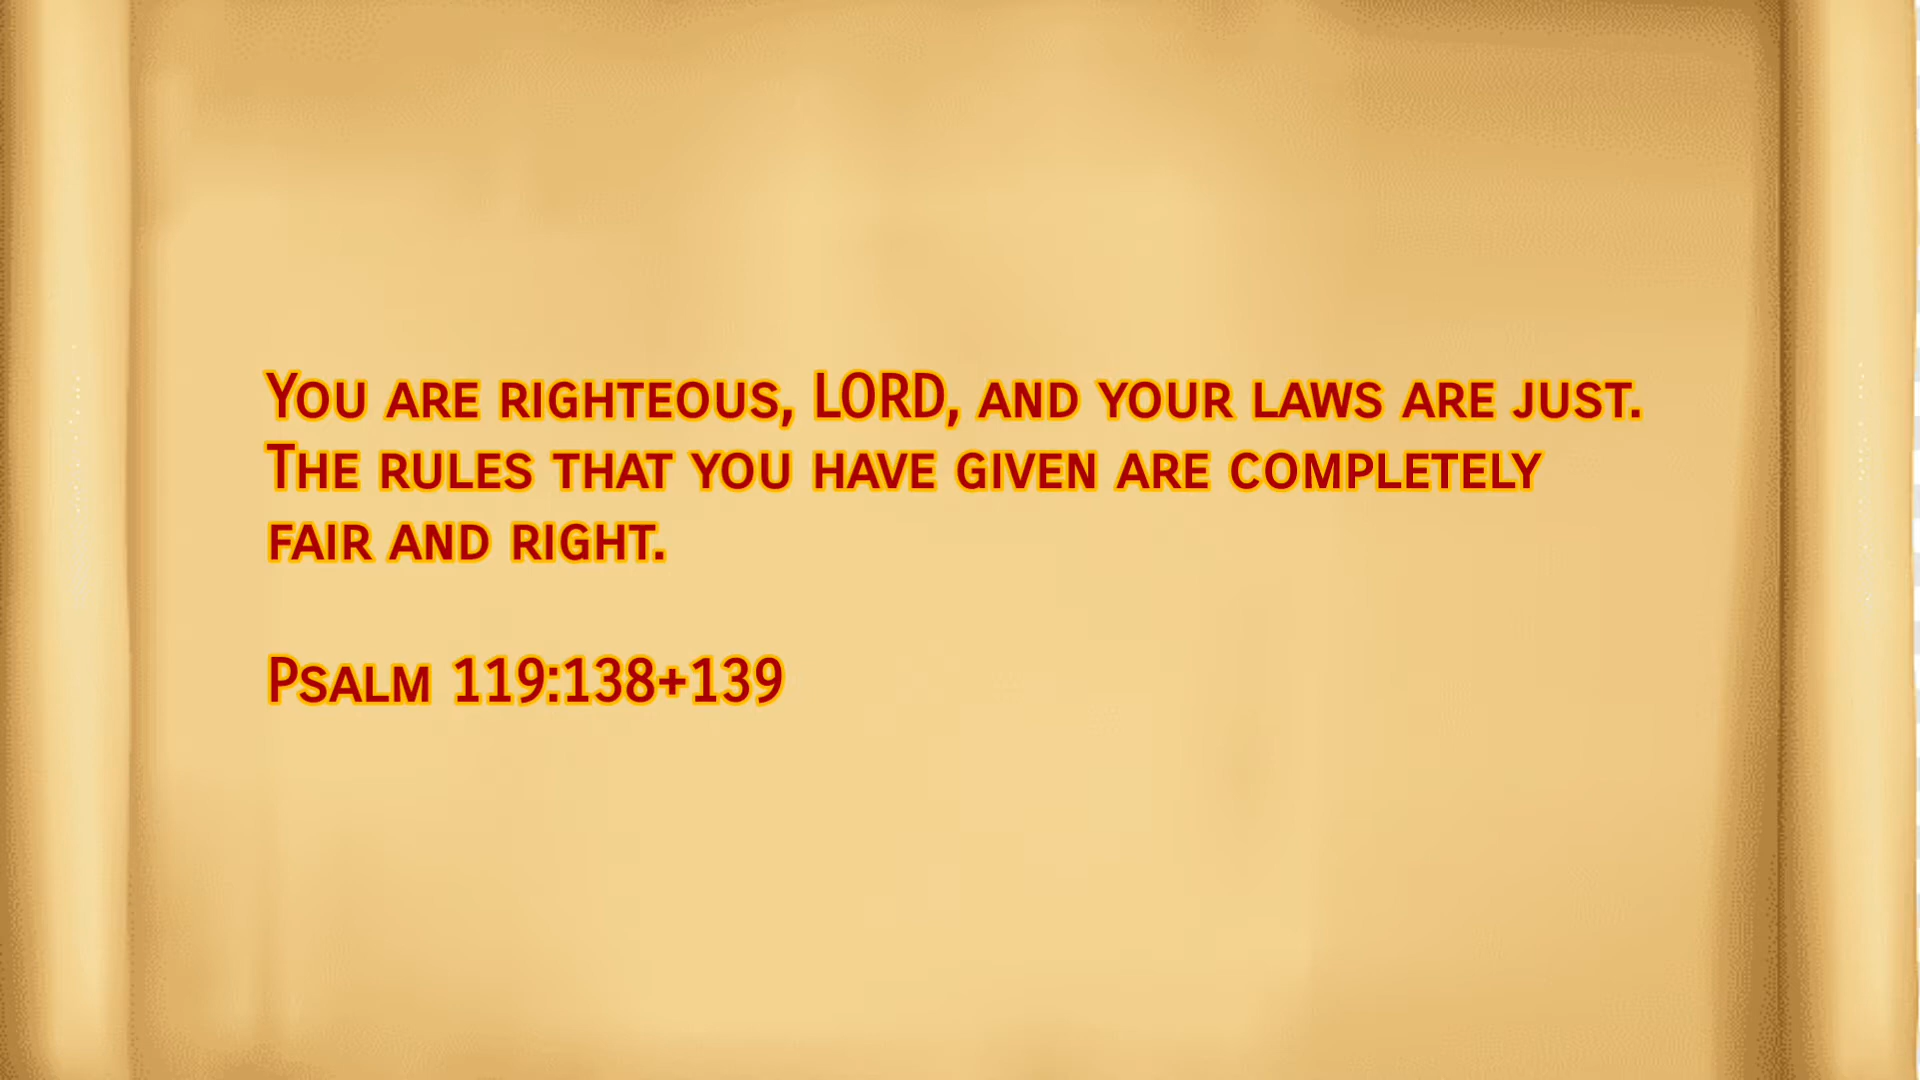 You are righteous, LORD, and your laws are just.
The rules that you have given are completely
fair and right.
Psalm 119:138+139